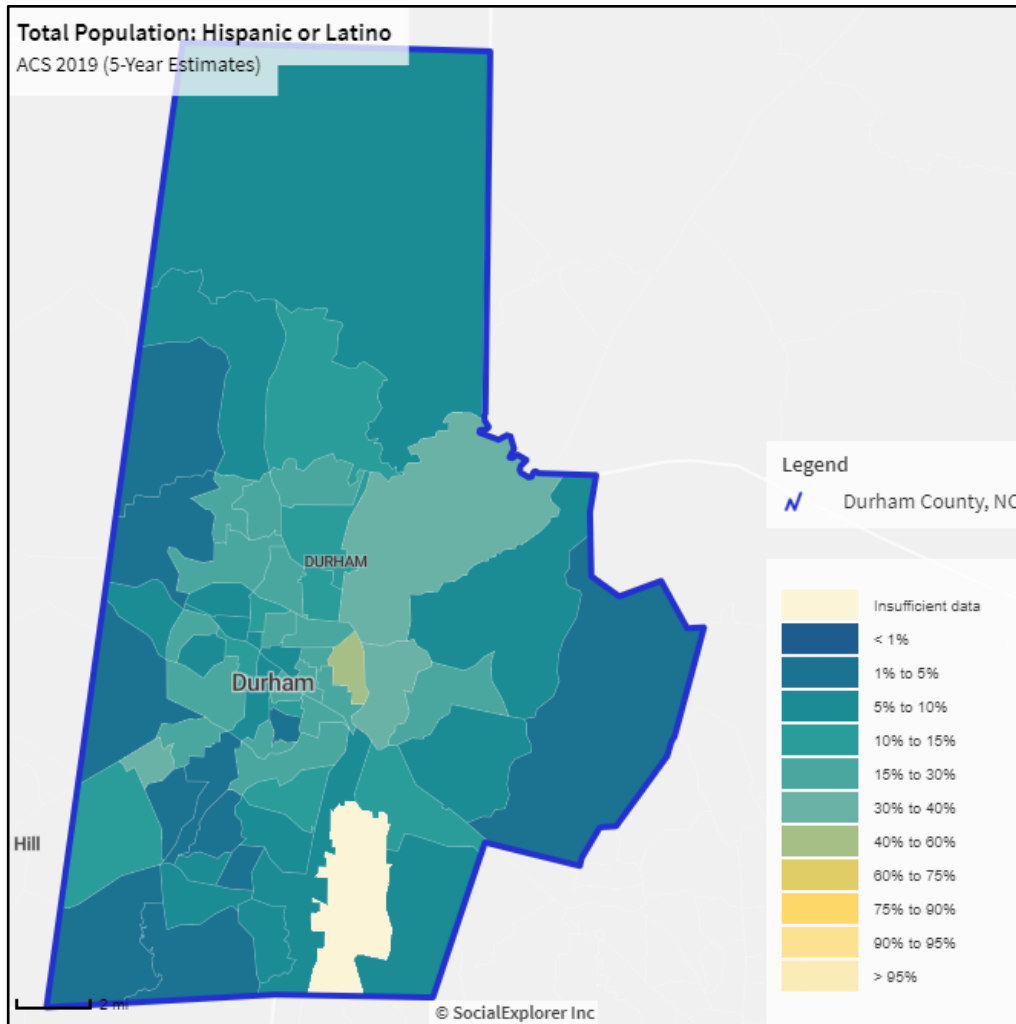 Total Population: Hispanic or Latino
ACS 2019 (5-Year Estimates)
DURHAM
Durham
Hill
2 mi
© SocialExplorer Inc
Legend
Durham County, NC
Insufficient data
< 1%
1% to 5%
5% to 10%
10% to 15%
15% to 30%
30% to 40%
40% to 60%
60% to 75%
75% to 90%
90% to 95%
> 95%